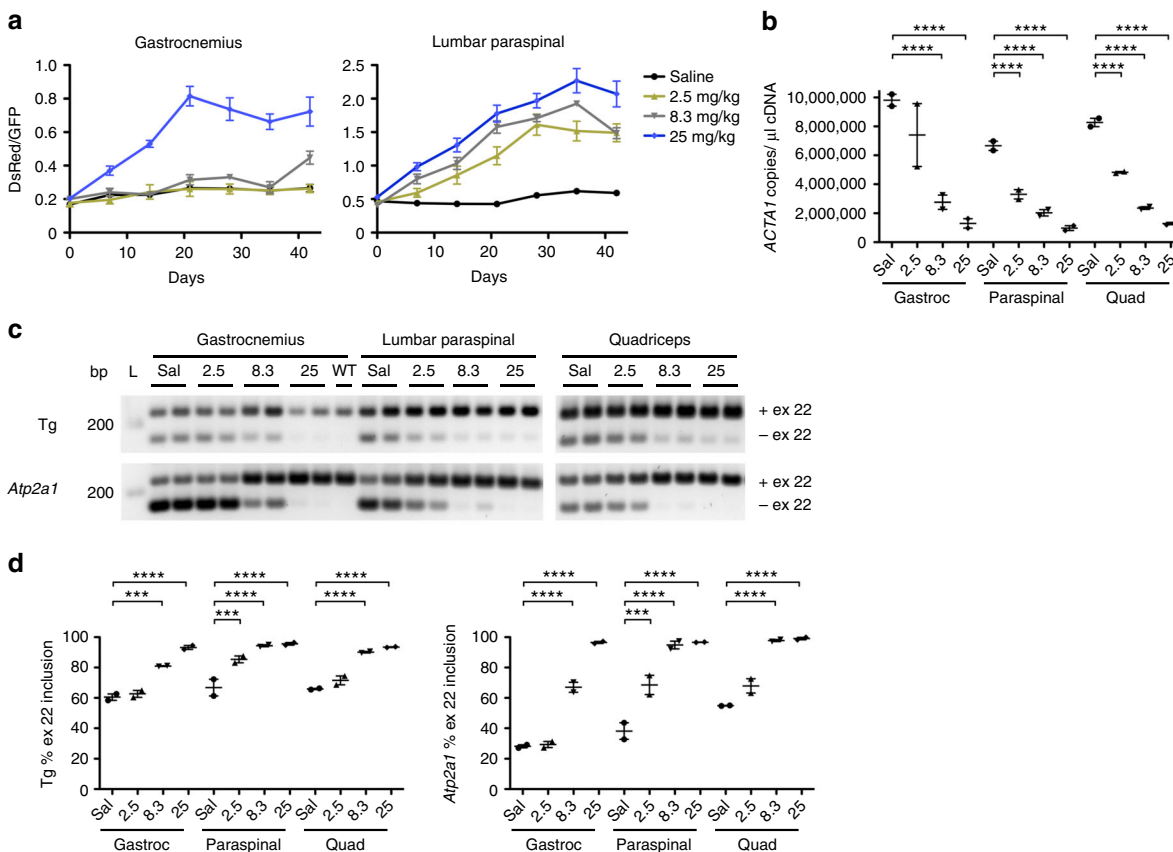 a
Gastrocnemius
Lumbar paraspinal
DsRed/GFP
1.0
0.8
0.6
0.4
0.2
0.0
0 10 20 30 40
Days
2.5
2.0
1.5
1.0
0.5
0.0
0 10 20 30 40
Days
Saline
2.5 mg/kg
8.3 mg/kg
25 mg/kg
b
**** **** ****
**** **** ****
**** ****
ACTA1 copies/ µl cDNA
10,000,000
8,000,000
6,000,000
4,000,000
2,000,000
0
Sal 2.5 8.3 25 Sal 2.5 8.3 25 Sal 2.5 8.3 25
Gastroc Paraspinal Quad
c
Gastrocnemius Lumbar paraspinal Quadriceps
bp L Sal 2.5 8.3 25 WT Sal 2.5 8.3 25 Sal 2.5 8.3 25
Tg 200 + ex 22
– ex 22
Atp2a1 200 + ex 22
– ex 22
d
**** **** ****
*** **** ****
***
Tg % ex 22 inclusion
100
80
60
40
20
0
Sal 2.5 8.3 25 Sal 2.5 8.3 25 Sal 2.5 8.3 25
Gastroc Paraspinal Quad
**** **** ****
**** **** ****
***
Atp2a1 % ex 22 inclusion
100
80
60
40
20
0
Sal 2.5 8.3 25 Sal 2.5 8.3 25 Sal 2.5 8.3 25
Gastroc Paraspinal Quad